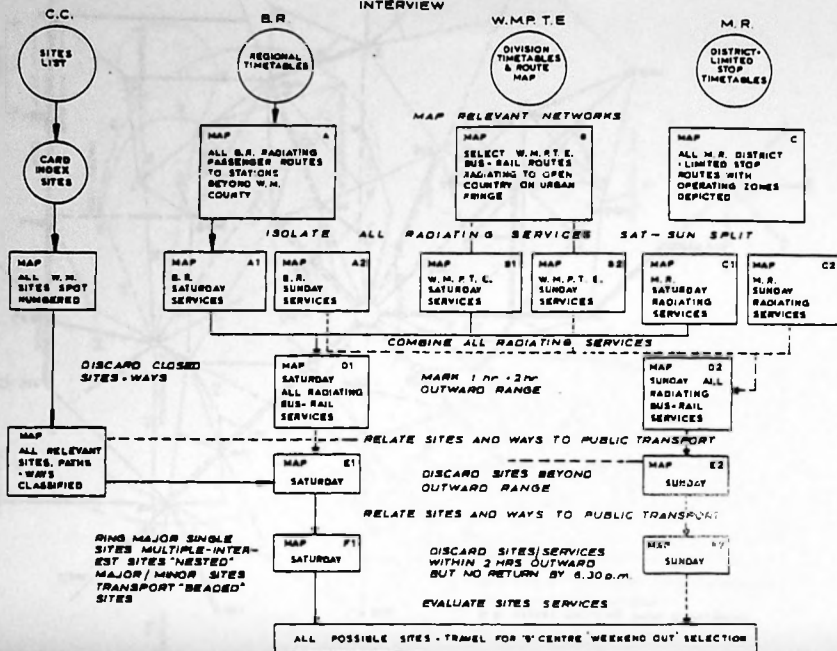 INTERVIEW
C.C.
B.R.
W.M.P.T.E
M.R.
SITES
LIST
REGIONAL
TIMETABLES
DIVISION
TIMETABLES
& ROUTE
MAP
DISTRICT+
LIMITED
STOP
TIMETABLES
MAP RELEVANT NETWORKS
CARD
INDEX
SITES
MAP A
ALL B.R. RADIATING
PASSENGER ROUTES
TO STATIONS
BEYOND W.M.
COUNTY
MAP B
SELECT W.M.P.T.E.
BUS-RAIL ROUTES
RADIATING TO OPEN
COUNTRY ON URBAN
FRINGE
MAP C
ALL M.R. DISTRICT
+LIMITED STOP
ROUTES WITH
OPERATING ZONES
DEPICTED
ISOLATE ALL RADIATING SERVICES SAT-SUN SPLIT
MAP
ALL W.M.
SITES SPOT
NUMBERED
MAP A1
B.R.
SATURDAY
SERVICES
MAP A2
B.R.
SUNDAY
SERVICES
MAP B1
W.M.P.T.E.
SATURDAY
SERVICES
MAP B2
W.M.P.T.E.
SUNDAY
SERVICES
MAP C1
M.R.
SATURDAY
RADIATING
SERVICES
MAP C2
M.R.
SUNDAY
RADIATING
SERVICES
COMBINE ALL RADIATING SERVICES
DISCARD CLOSED
SITES+WAYS
MAP D1
SATURDAY
ALL RADIATING
BUS-RAIL
SERVICES
MARK 1 hr +2hr
OUTWARD RANGE
MAP D2
SUNDAY ALL
RADIATING
BUS-RAIL
SERVICES
RELATE SITES AND WAYS TO PUBLIC TRANSPORT
MAP
ALL RELEVANT
SITES, PATHS
+WAYS
CLASSIFIED
MAP E1
SATURDAY
DISCARD SITES BEYOND
OUTWARD RANGE
MAP E2
SUNDAY
RELATE SITES AND WAYS TO PUBLIC TRANSPORT
RING MAJOR SINGLE
SITES MULTIPLE-INTER-
EST SITES "NESTED"
MAJOR/MINOR SITES
TRANSPORT "BEADED"
SITES
MAP F1
SATURDAY
DISCARD SITES/SERVICES
WITHIN 2 HRS OUTWARD
BUT NO RETURN BY 6.30p.m.
MAP
SUNDAY
EVALUATE SITES SERVICES
ALL POSSIBLE SITES + TRAVEL FOR 'B' CENTRE 'WEEKEND OUT' SELECTION